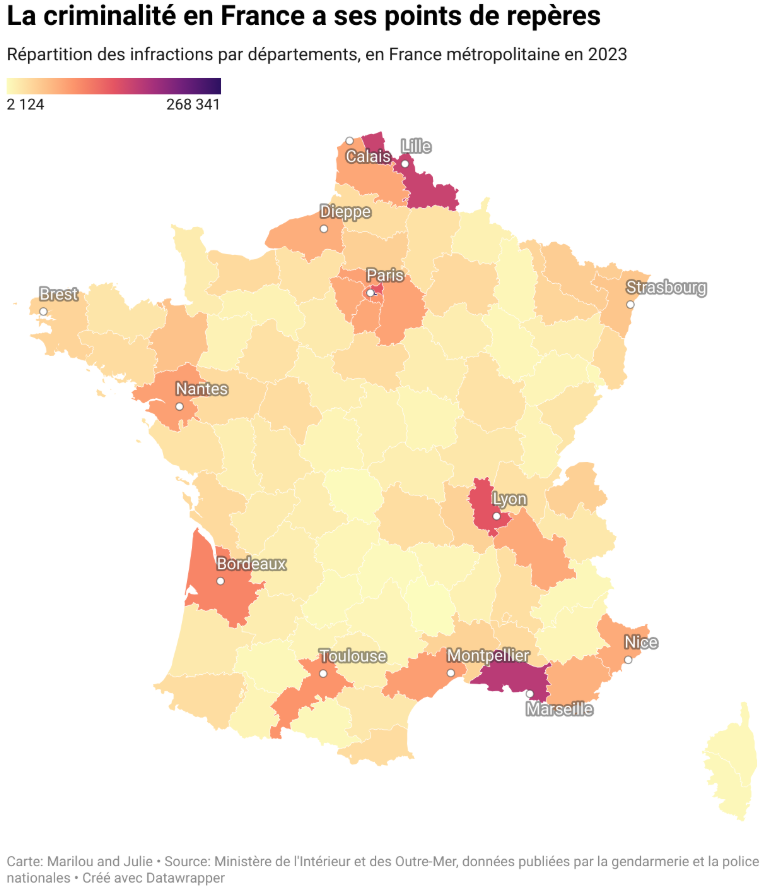 La criminalité en France a ses points de repères
Répartition des infractions par départements, en France métropolitaine en 2023
2 124 268 341
Calais Lille
Dieppe
Paris
Brest Strasbourg
Nantes
Lyon
Bordeaux
Nice
Toulouse Montpellier
Marseille
Carte: Marilou and Julie • Source: Ministère de l'Intérieur et des Outre-Mer, données publiées par la gendarmerie et la police
nationales • Créé avec Datawrapper